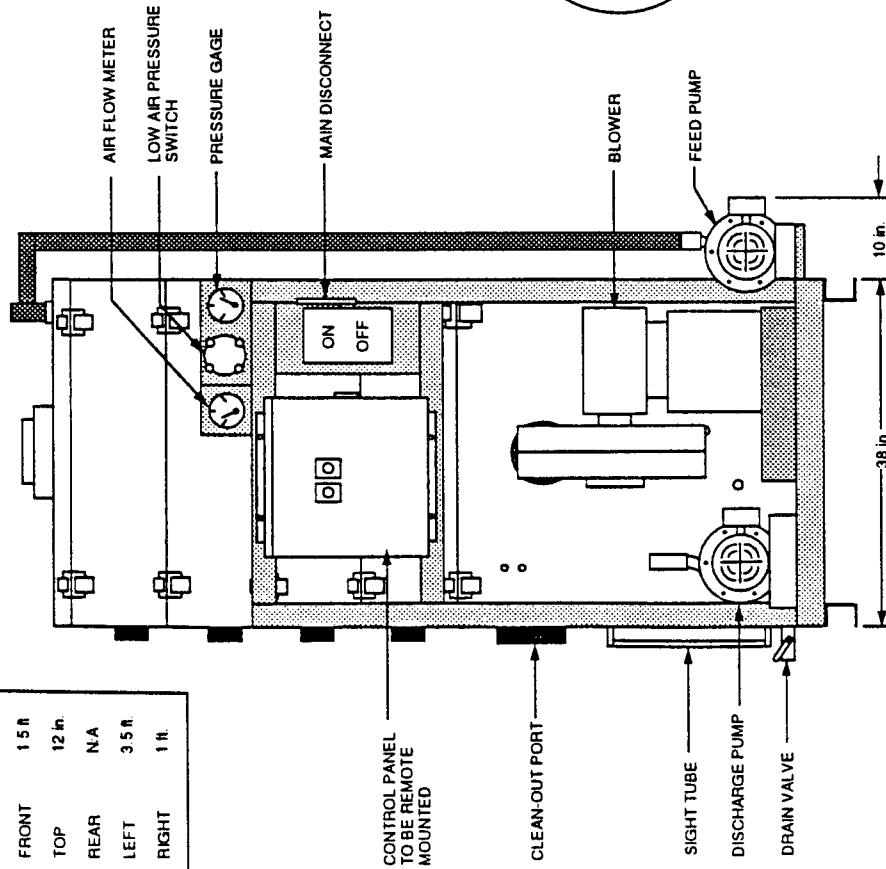 FRONT 1 5 ft
TOP 12 in.
REAR N/A
LEFT 3.5 ft.
RIGHT 1 ft.
AIR FLOW METER
LOW AIR PRESSURE
SWITCH
PRESSURE GAGE
MAIN DISCONNECT
ON
OFF
BLOWER
FEED PUMP
CONTROL PANEL
TO BE REMOTE
MOUNTED
CLEAN-OUT PORT
SIGHT TUBE
DISCHARGE PUMP
DRAIN VALVE
10 in.
38 in.